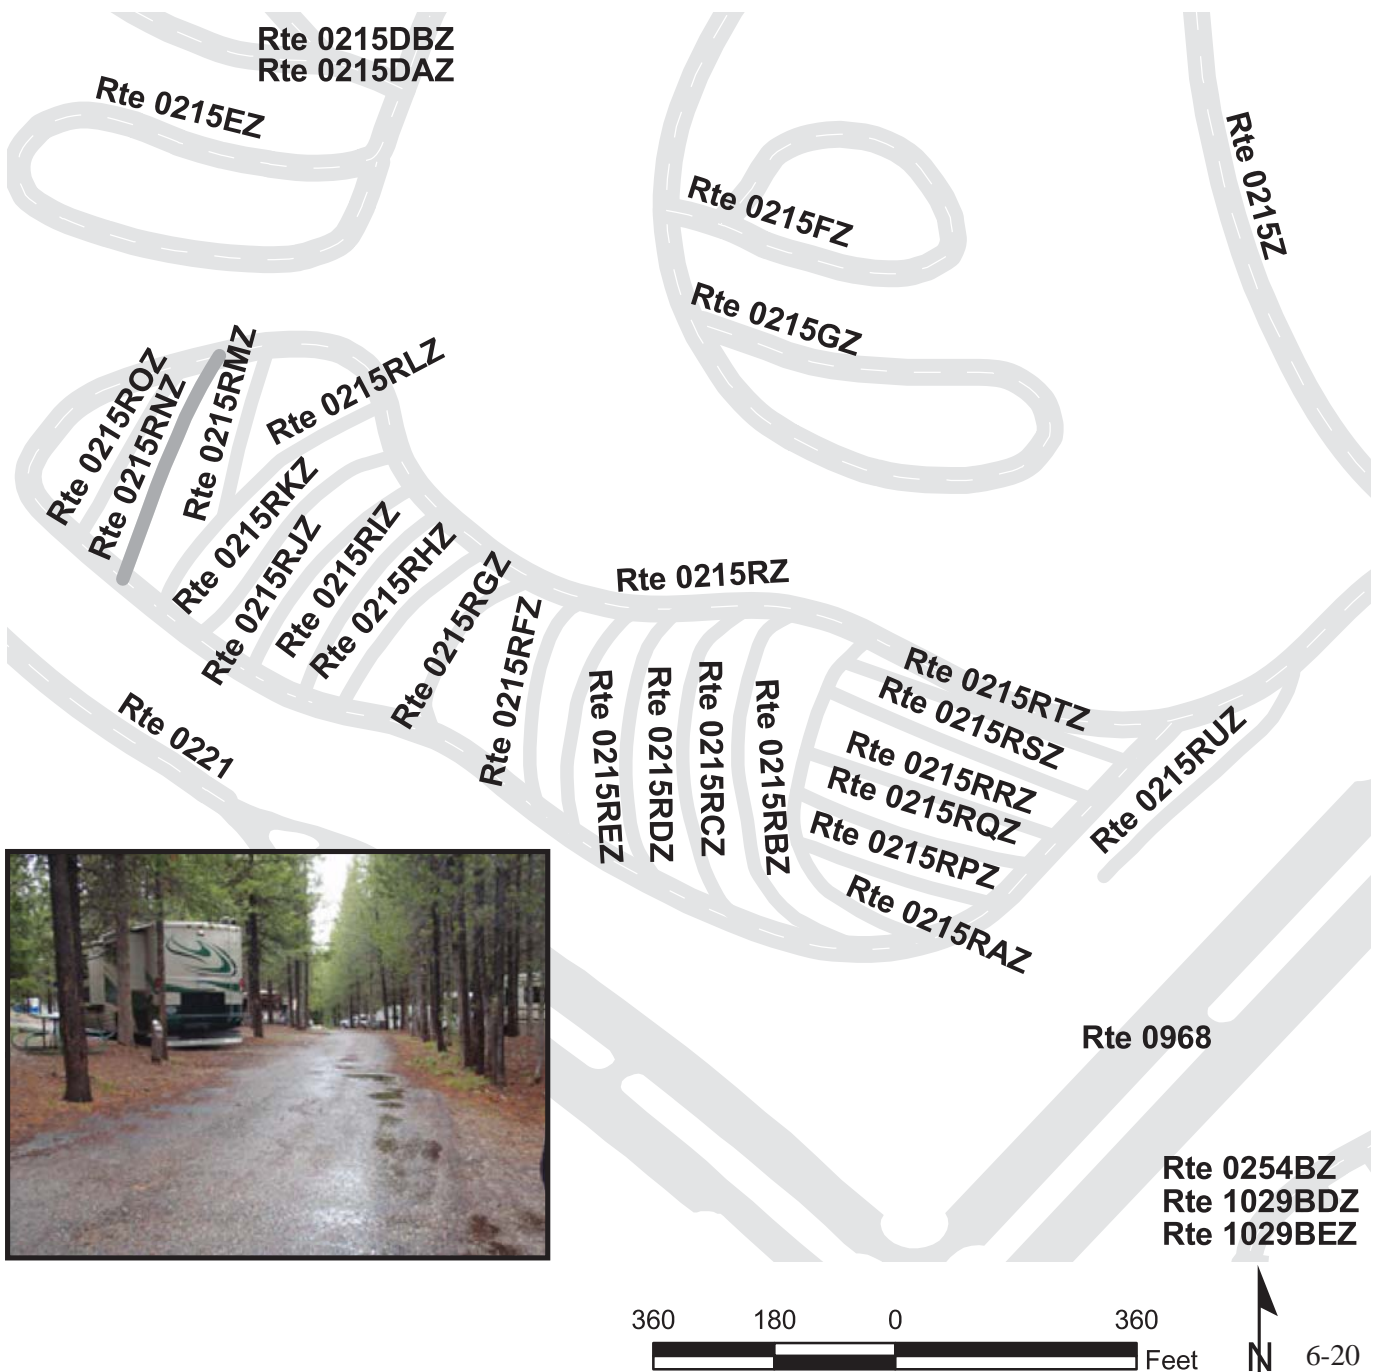 Rte 0215DBZ
Rte 0215DAZ
Rte 0215EZ
Rte 0215Z
Rte 0215FZ
Rte 0215GZ
Rte 0215ROZ
Rte 0215RNZ
Rte 0215RMZ
Rte 0215RLZ
Rte 0215RKZ
Rte 0215RJZ
Rte 0215RIZ
Rte 0215RHZ
Rte 0215RGZ
Rte 0215RFZ
Rte 0215RZ
Rte 0215REZ
Rte 0215RDZ
Rte 0215RCZ
Rte 0215RBZ
Rte 0215RTZ
Rte 0215RSZ
Rte 0215RRZ
Rte 0215RQZ
Rte 0215RPZ
Rte 0215RAZ
Rte 0215RUZ
Rte 0221
Rte 0968
Rte 0254BZ
Rte 1029BDZ
Rte 1029BEZ
360 180 0 360
Feet
N
6-20